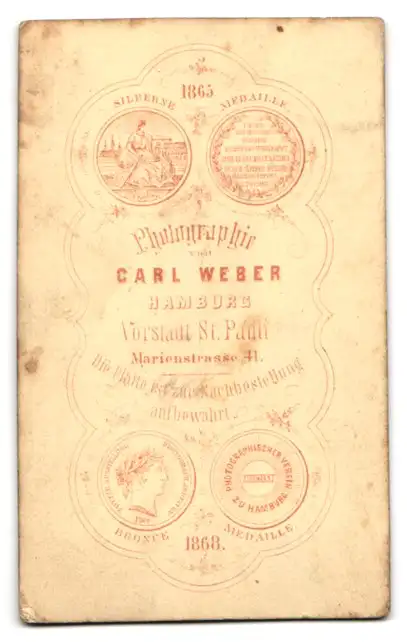 1865
SILBERNE MEDAILLE
Photographie
von
CARL WEBER
HAMBURG
Vorstadt St. Pauli
Marienstrasse 41.
Die Platte ist zur Nachbestellung
aufbewahrt.
PHOTOGRAPHISCHER VEREIN
ZU HAMBURG
BRONCE MEDAILLE
1868.